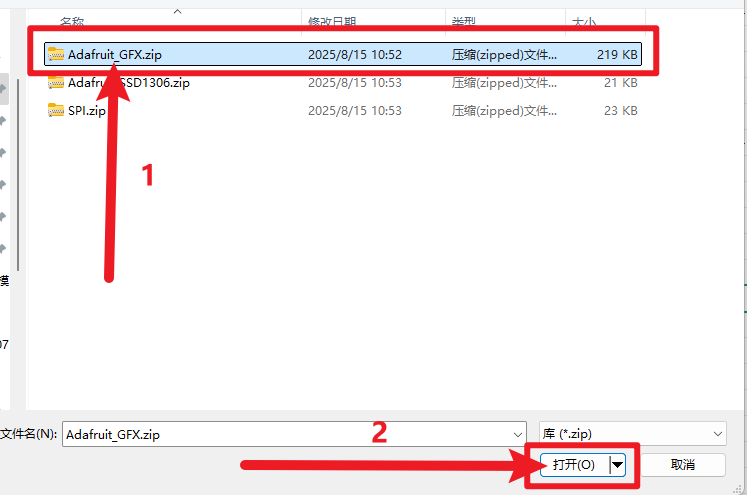 名称 修改日期 类型 大小
Adafruit_GFX.zip 2025/8/15 10:52 压缩(zipped)文件... 219 KB
Adafruit_SSD1306.zip 2025/8/15 10:53 压缩(zipped)文件... 21 KB
SPI.zip 2025/8/15 10:53 压缩(zipped)文件... 23 KB
1
模
07
2
文件名(N): Adafruit_GFX.zip 库 (*.zip)
打开(O) 取消